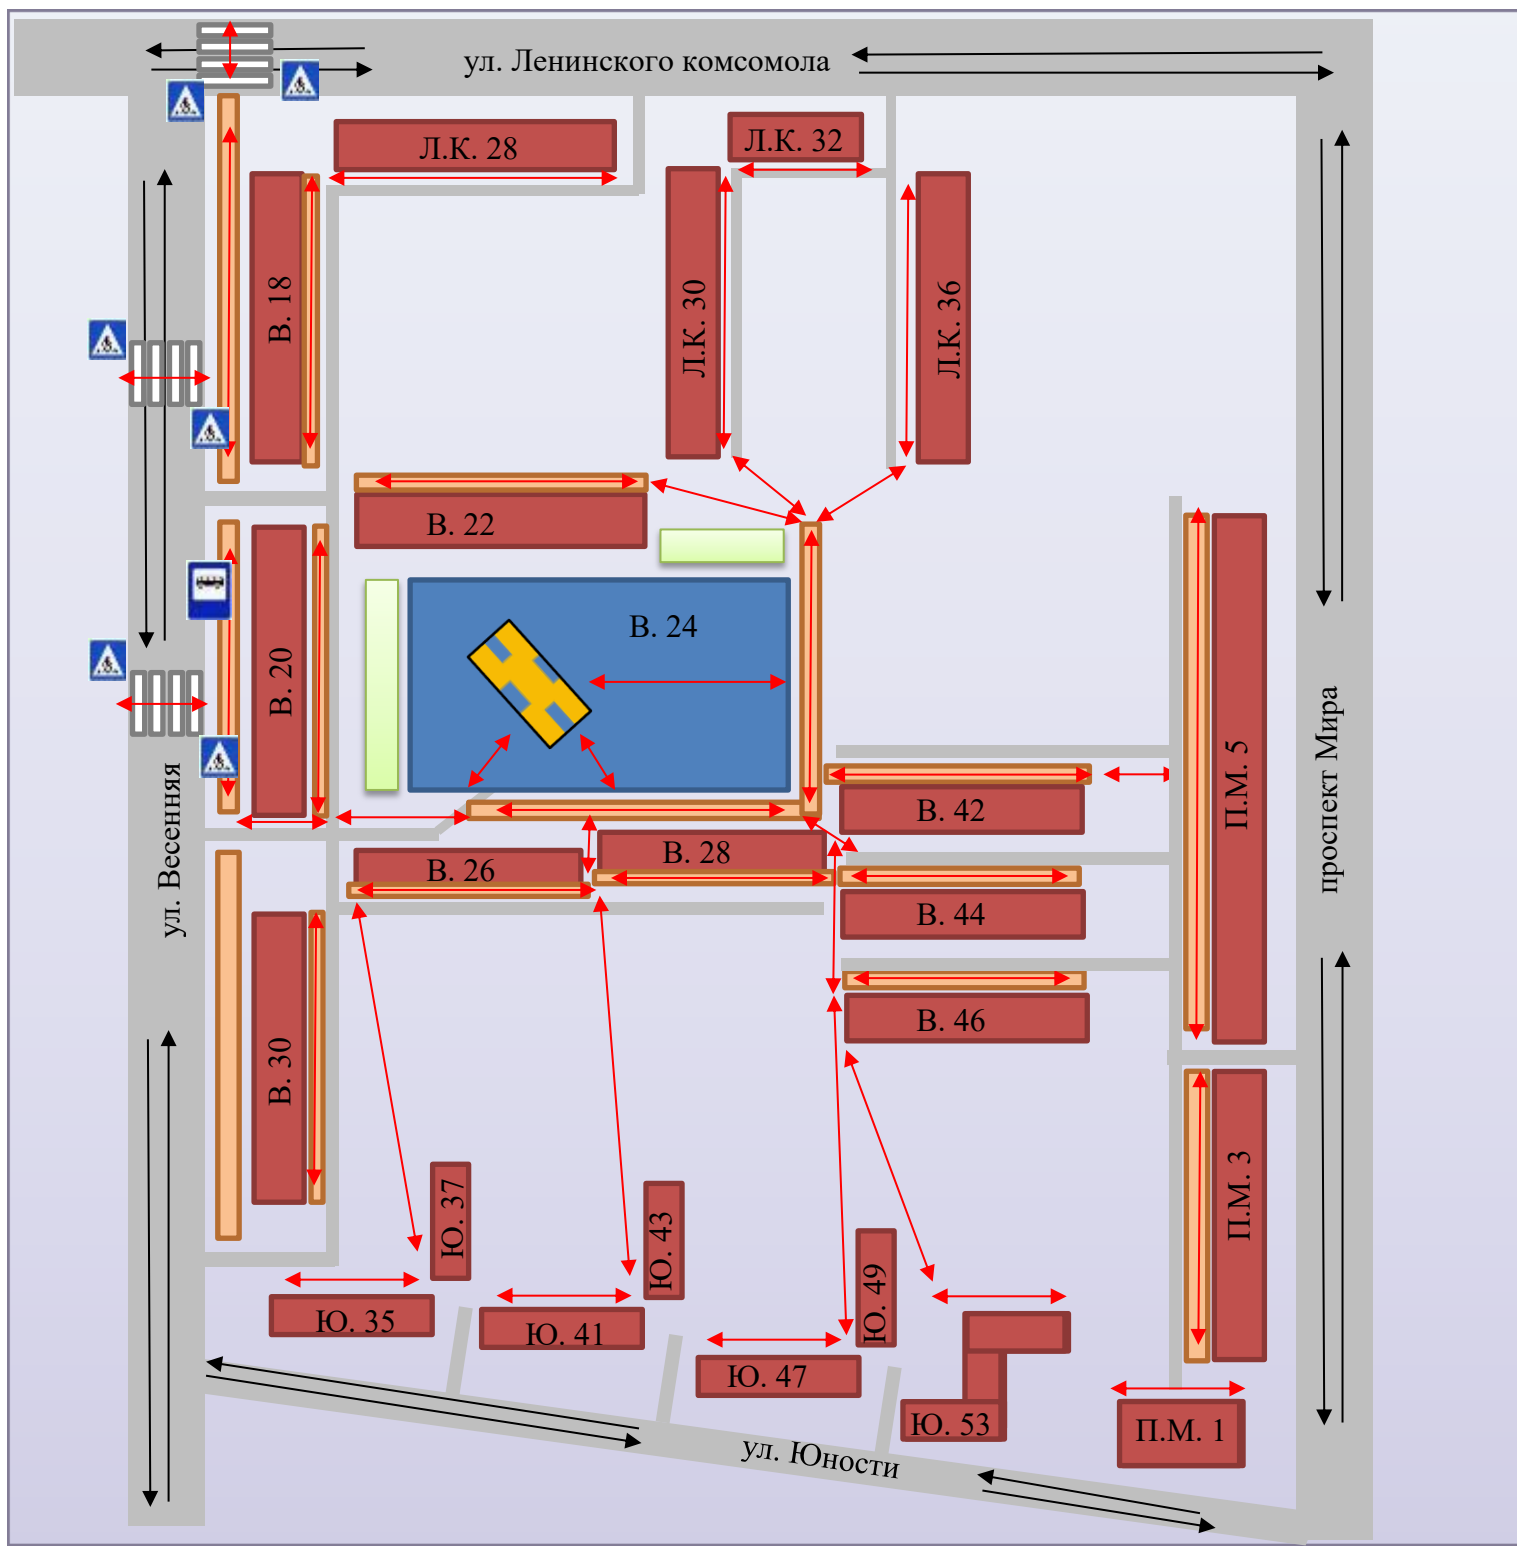 ул. Ленинского комсомола
Л.К. 28
Л.К. 32
В. 18
Л.К. 30
Л.К. 36
В. 22
В. 24
В. 20
П.М. 5
проспект Мира
В. 42
ул. Весенняя
В. 26
В. 28
В. 44
В. 46
В. 30
П.М. 3
Ю. 37
Ю. 43
Ю. 49
Ю. 35
Ю. 41
Ю. 47
Ю. 53
П.М. 1
ул. Юности